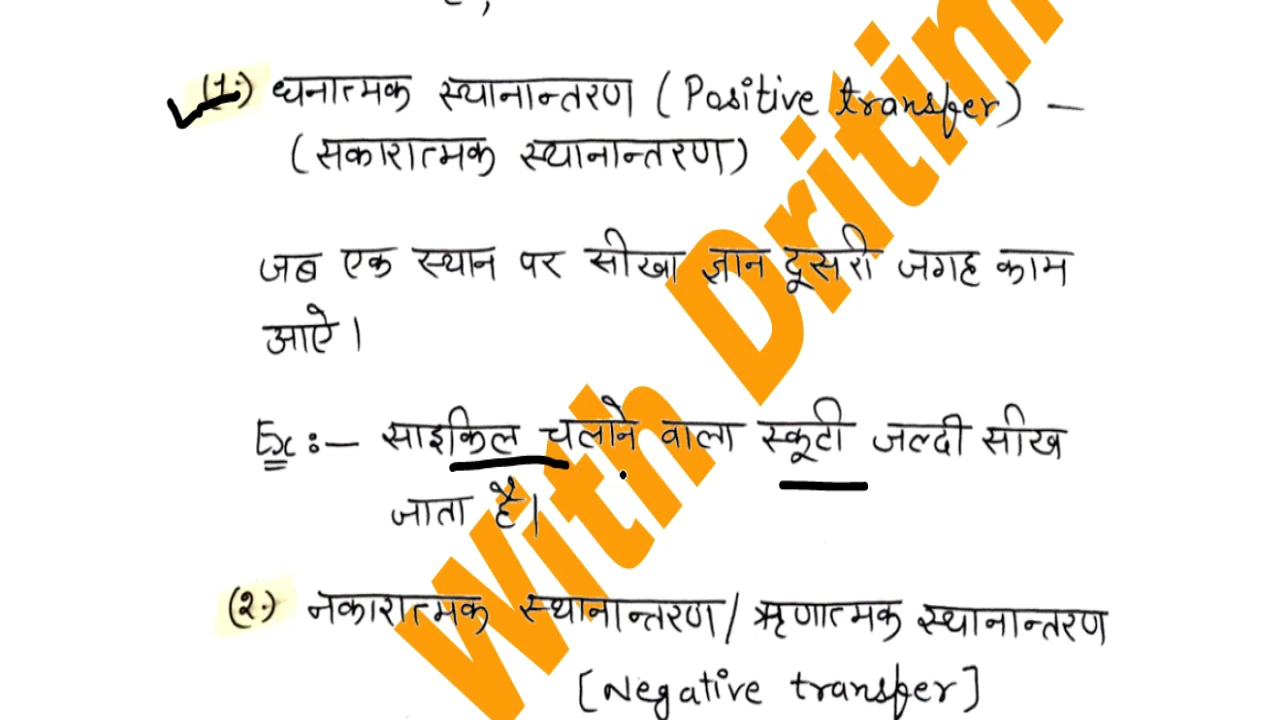 (1.) धनात्मक स्थानान्तरण ( Positive transfer ) —
( सकारात्मक स्थानान्तरण )
जब एक स्थान पर सीखा ज्ञान दूसरी जगह काम
आऐ।
Ex :— साइकिल चलाने वाला स्कूटी जल्दी सीख
जाता है।
(2.) नकारात्मक स्थानान्तरण / ऋणात्मक स्थानान्तरण
[Negative transfer]
With Dritim